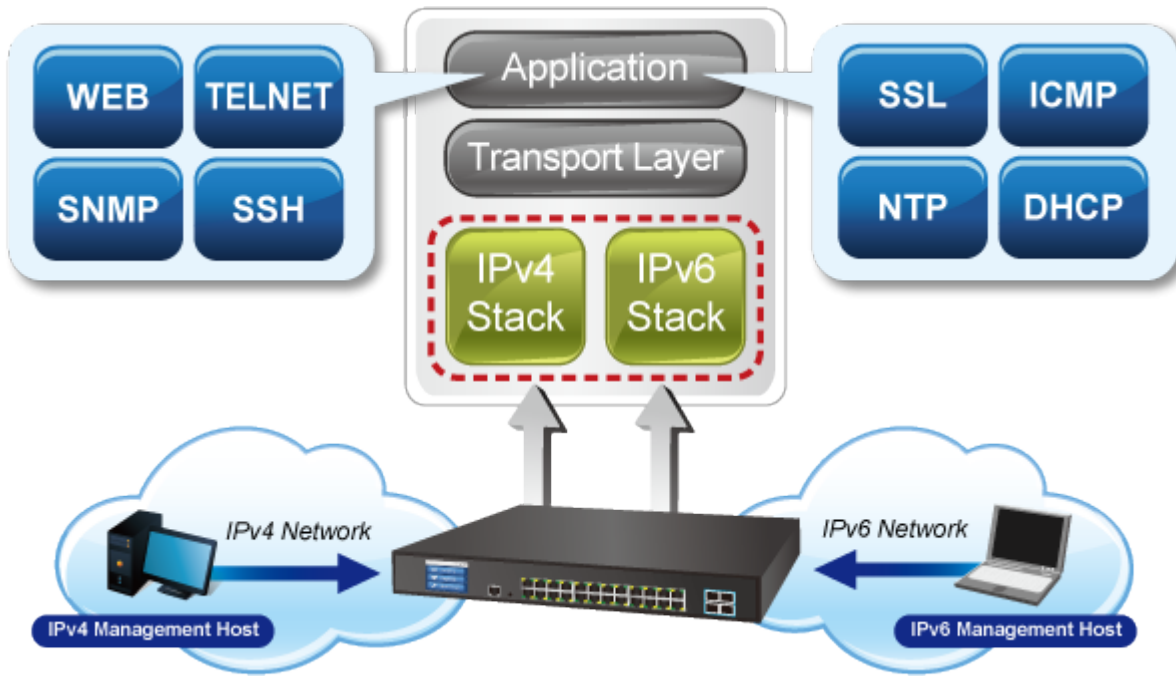 WEB
TELNET
SNMP
SSH
Application
Transport Layer
IPv4
Stack
IPv6
Stack
SSL
ICMP
NTP
DHCP
IPv4 Network
IPv4 Management Host
IPv6 Network
IPv6 Management Host